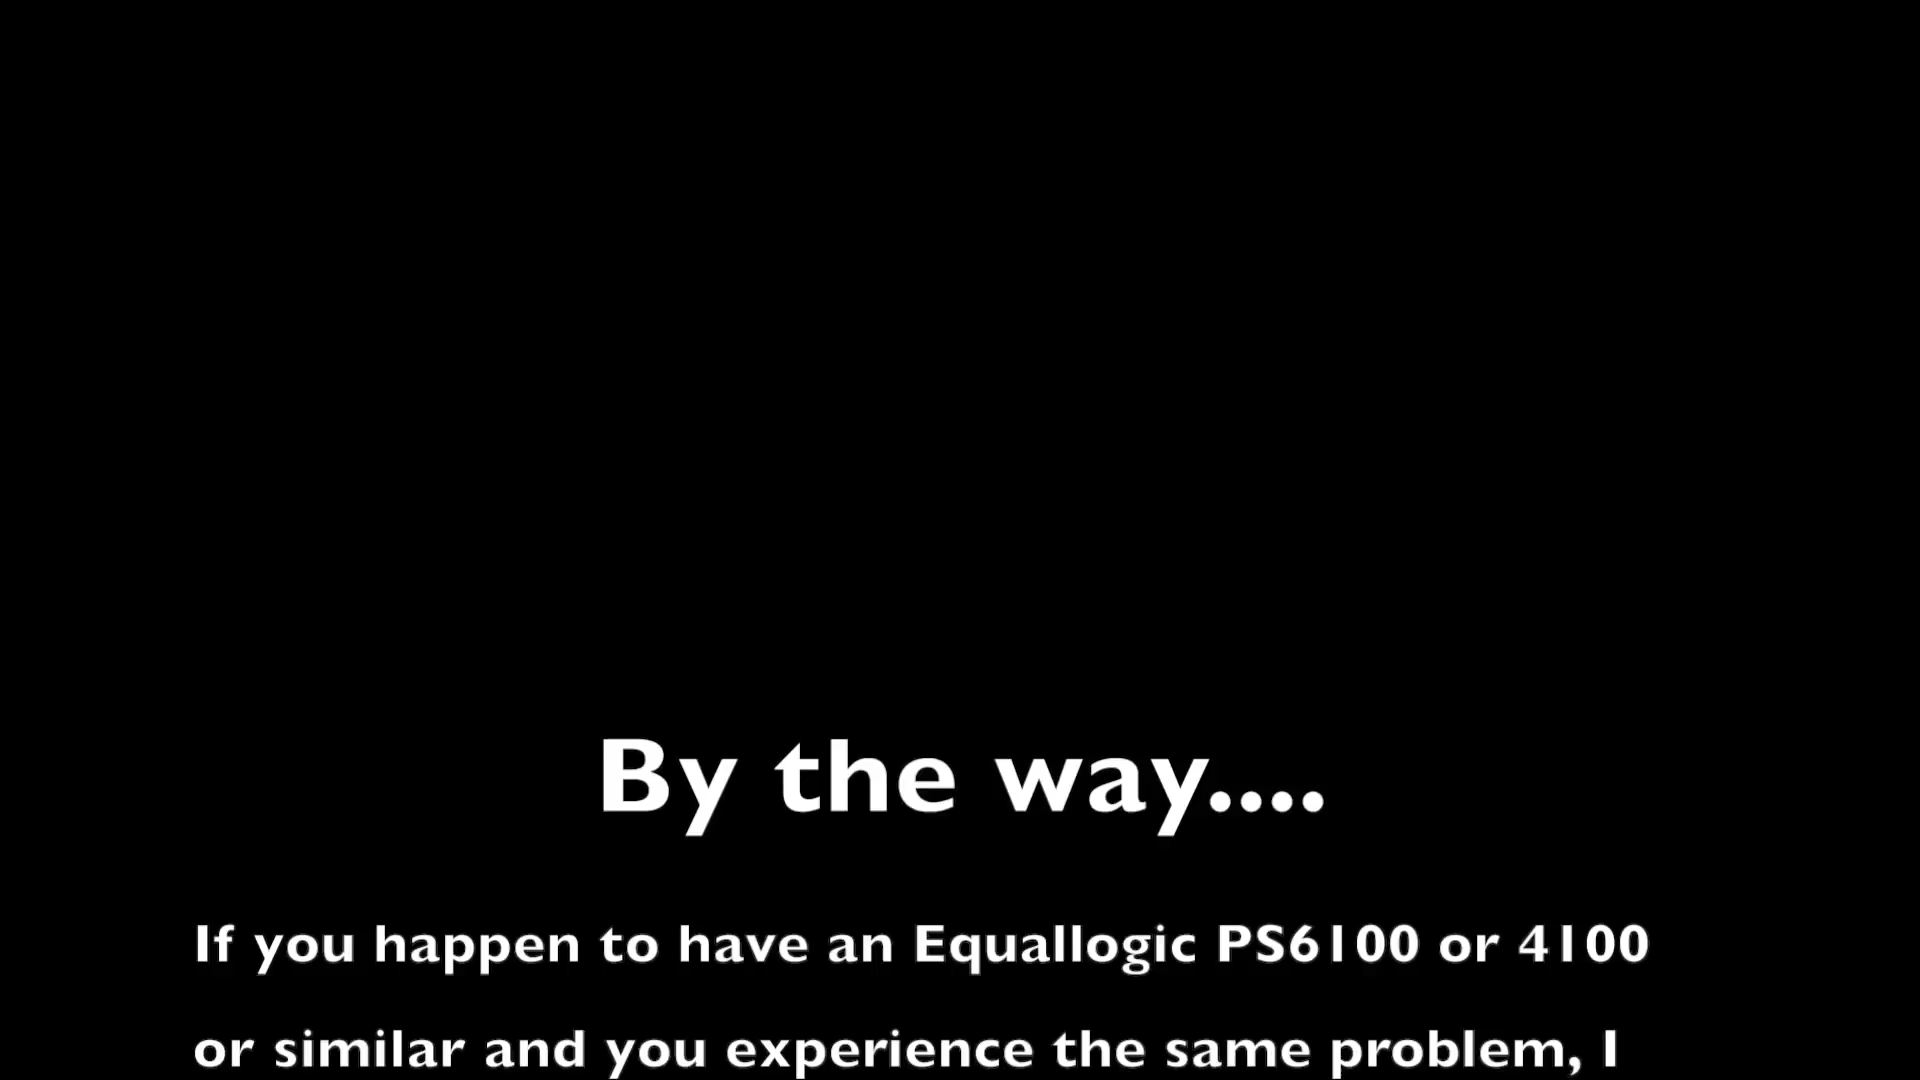 By the way....
If you happen to have an Equallogic PS6100 or 4100
or similar and you experience the same problem, I